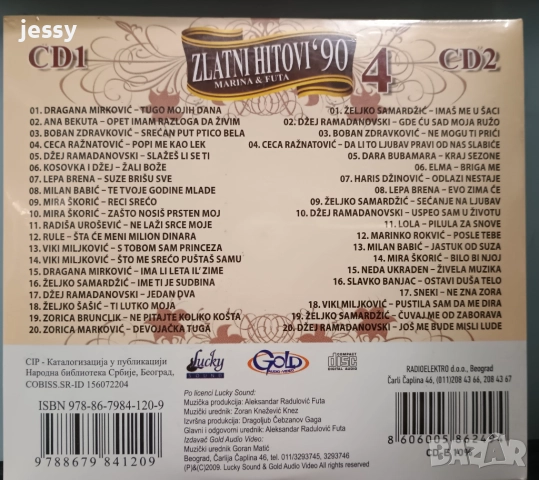 jessy
CD1
ZLATNI HITOVI '90
MARINA & FUTA
4
CD2
01. DRAGANA MIRKOVIĆ – TUGO MOJIH DANA
02. ANA BEKUTA – OPET IMAM RAZLOGA DA ŽIVIM
03. BOBAN ZDRAVKOVIĆ – SREĆAN PUT PTICO BELA
04. CECA RAŽNATOVIĆ – POPI ME KAO LEK
05. DŽEJ RAMADANOVSKI – SLAŽEŠ LI SE TI
06. KOSOVKA I DŽEJ – ŽALI BOŽE
07. LEPA BRENA – SUZE BRIŠU SVE
08. MILAN BABIĆ – TE TVOJE GODINE MLADE
09. MIRA ŠKORIĆ – RECI SREĆO
10. MIRA ŠKORIĆ – ZAŠTO NOSIŠ PRSTEN MOJ
11. RADIŠA UROŠEVIĆ – NE LAŽI SRCE MOJE
12. RULE – ŠTA ĆE MENI MILION DINARA
13. VIKI MILJKOVIĆ – S TOBOM SAM PRINCEZA
14. VIKI MILJKOVIĆ – ŠTO ME SREĆO PUŠTAŠ SAMU
15. DRAGANA MIRKOVIĆ – IMA LI LETA IL' ZIME
16. ŽELJKO SAMARDŽIĆ – IME TI JE SUDBINA
17. DŽEJ RAMADANOVSKI – JEDAN DVA
18. ŽELJKO ŠAŠIĆ – TI LUTKO MOJA
19. ZORICA BRUNCLIK – NE PITAJTE KOLIKO KOŠTA
20. ZORICA MARKOVIĆ – DEVOJAČKA TUGA
01. ŽELJKO SAMARDŽIĆ – IMAŠ ME U ŠACI
02. DŽEJ RAMADANOVSKI – GDE ĆU SAD MOJA RUŽO
03. BOBAN ZDRAVKOVIĆ – NE MOGU TI PRIĆI
04. CECA RAŽNATOVIĆ – DA LI TO LJUBAV PRAVI OD NAS SLABIĆE
05. DARA BUBAMARA – KRAJ SEZONE
06. ELMA – BRIGA ME
07. HARIS DŽINOVIĆ – ODLAZI NESTAJE
08. LEPA BRENA – EVO ZIMA ĆE
09. ŽELJKO SAMARDŽIĆ – SEĆANJE NA LJUBAV
10. DŽEJ RAMADANOVSKI – USPEO SAM U ŽIVOTU
11. LOLA – PILULA ZA SNOVE
12. MARINKO ROKVIĆ – POSLE TEBE
13. MILAN BABIĆ – JASTUK OD SUZA
14. MIRA ŠKORIĆ – BILO BI NJOJ
15. NEDA UKRADEN – ŽIVELA MUZIKA
16. SLAVKO BANJAC – OSTAVI DUŠA TELO
17. SNEKI – NE ZNA ZORA
18. VIKI MILJKOVIĆ – PUSTILA SAM DA ME DIRA
19. ŽELJKO SAMARDŽIĆ – ČUVAJ ME OD ZABORAVA
20. DŽEJ RAMADANOVSKI – JOŠ ME BUDE MISLI LUDE
CIP - Каталогизација у публикацији
Народна библиотека Србије, Београд,
COBISS.SR-ID 156072204
ISBN 978-86-7984-120-9
9788679841209
Lucky
SOUND
GOLD
AUDIO VIDEO
COMPACT
disc
DIGITAL AUDIO
Po licenci Lucky Sound:
Muzička produkcija: Aleksandar Radulović Futa
Muzički urednik: Zoran Knežević Knez
Izvršna produkcija: Dragoljub Čebzanov Gaga
Glavni i odgovorni urednik: Aleksandar Radulović Futa
Izdavač Gold Audio Video:
Muzički urednik Goran Matić
Beograd, Čarlija Čaplina 46, tel. 011/3293745, 3246592
(P)&(C)2009. Lucky Sound & Gold Audio Video All rights reserved
RADIOELEKTRO d.o.o., Beograd
Čarli Čaplina 46, (011)208 43 66, 208 43 67